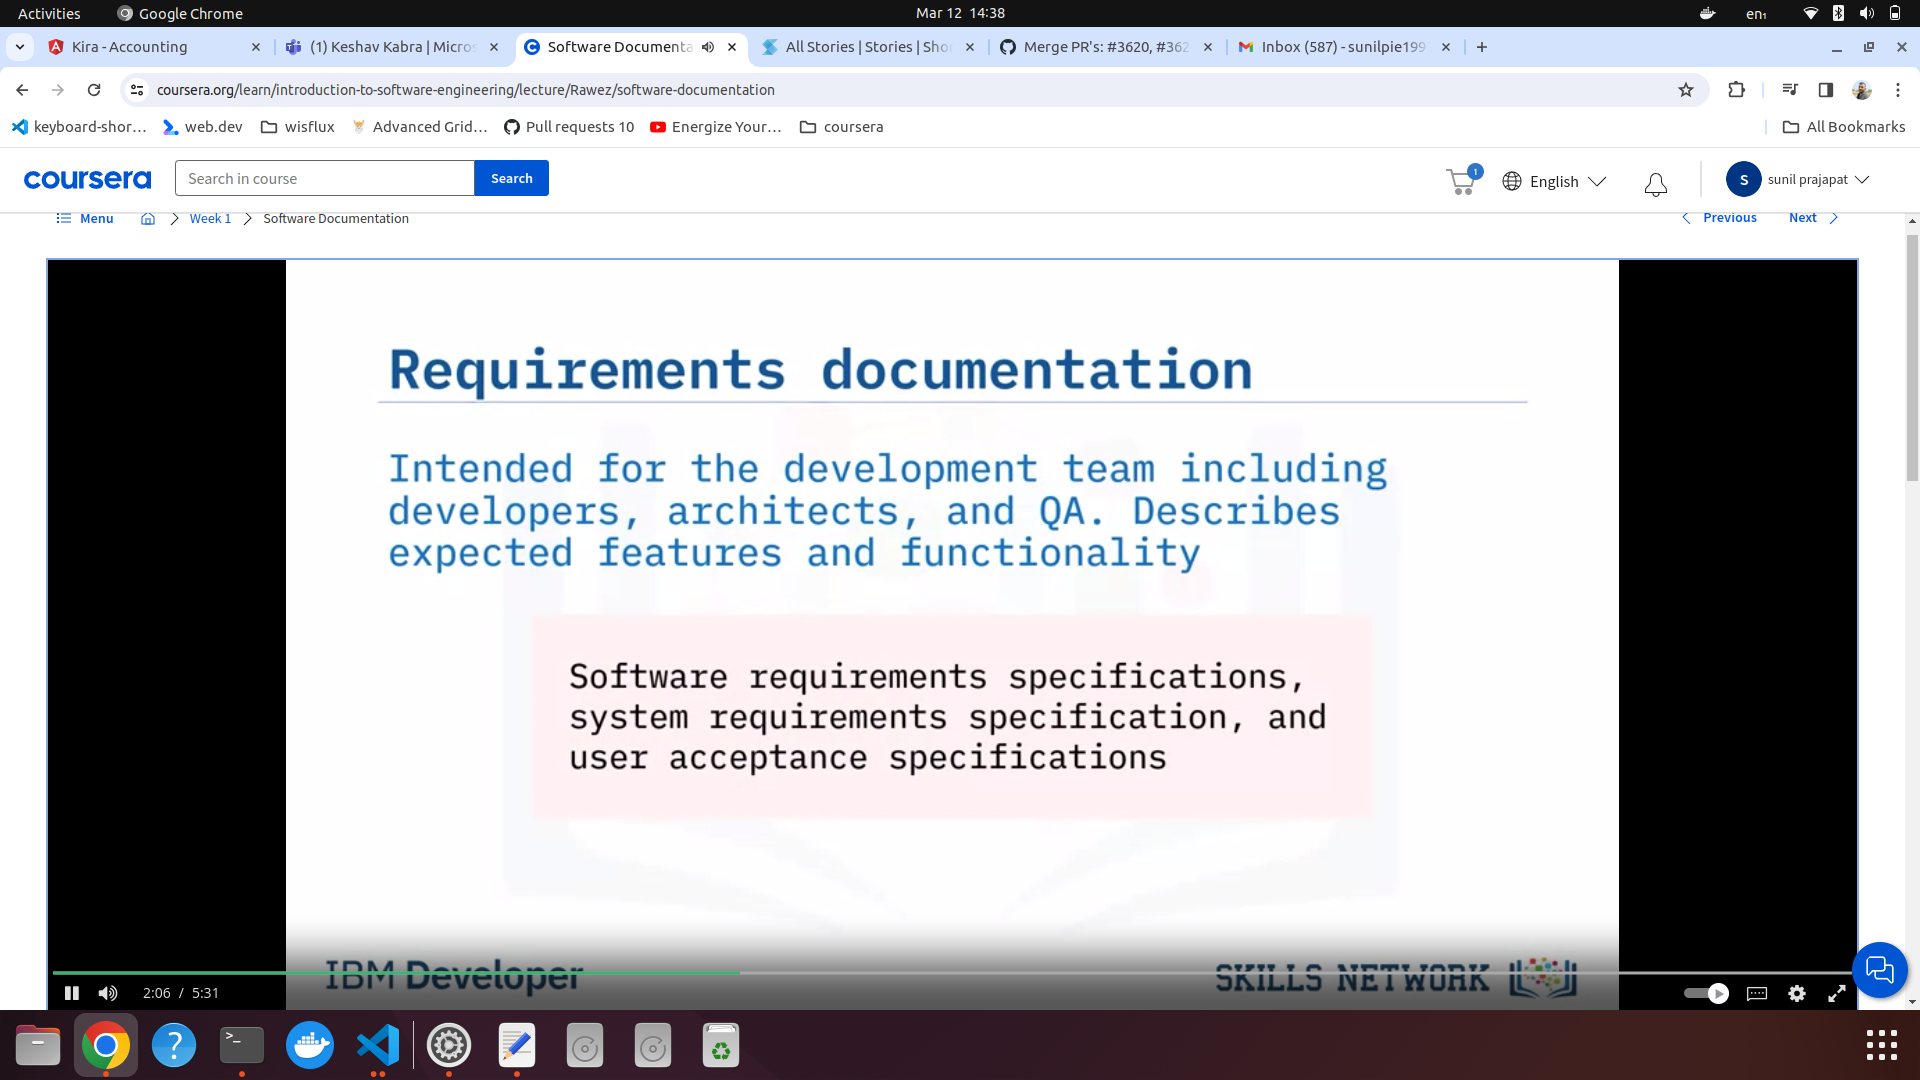 Activities
Google Chrome
Mar 12 14:38
en₁
Kira - Accounting
(1) Keshav Kabra | Micros
Software Documenta
All Stories | Stories | Sho
Merge PR's: #3620, #362
Inbox (587) - sunilpie199
coursera.org/learn/introduction-to-software-engineering/lecture/Rawez/software-documentation
keyboard-shor...
web.dev
wisflux
Advanced Grid...
Pull requests 10
Energize Your...
coursera
All Bookmarks
coursera
Search in course
Search
1
English
S
sunil prajapat
Menu
Week 1
Software Documentation
Previous
Next
Requirements documentation
Intended for the development team including
developers, architects, and QA. Describes
expected features and functionality
Software requirements specifications,
system requirements specification, and
user acceptance specifications
IBM Developer
SKILLS NETWORK
2:06 / 5:31